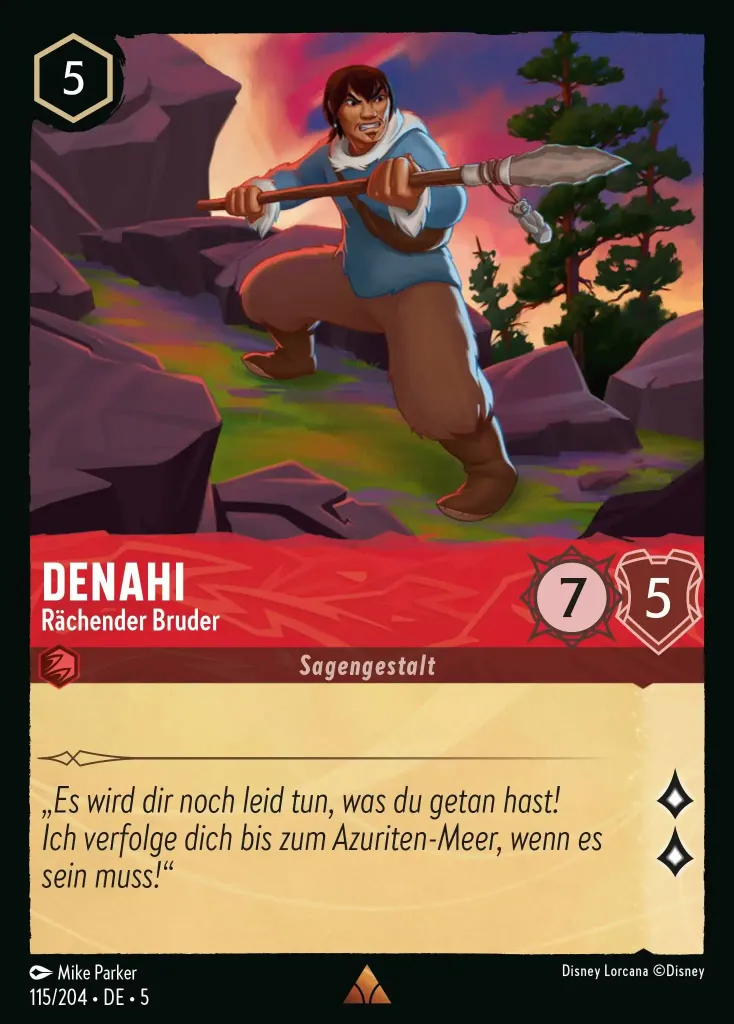 5
DENAHI
Rächender Bruder
7
5
Sagengestalt
„Es wird dir noch leid tun, was du getan hast!
Ich verfolge dich bis zum Azuriten-Meer, wenn es
sein muss!“
Mike Parker
Disney Lorcana ©Disney
115/204 • DE • 5